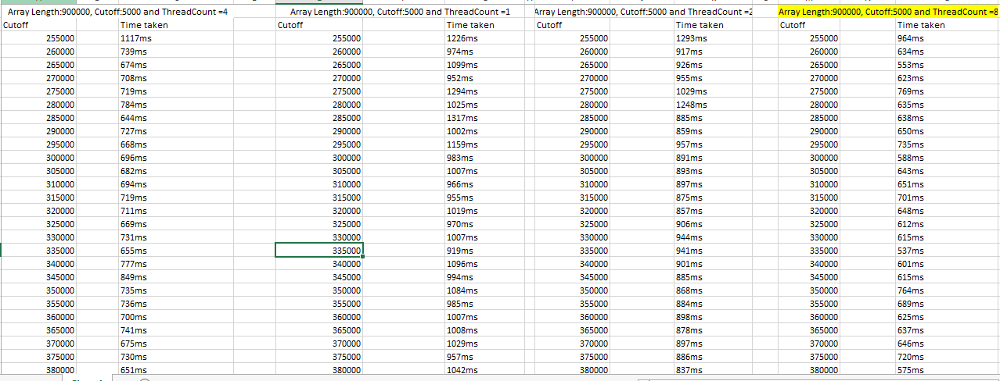 Array Length:900000, Cutoff:5000 and ThreadCount =4 Array Length:900000, Cutoff:5000 and ThreadCount =1 Array Length:900000, Cutoff:5000 and ThreadCount =2 Array Length:900000, Cutoff:5000 and ThreadCount =8
Cutoff Time taken Cutoff Time taken Cutoff Time taken Cutoff Time taken
255000 1117ms 255000 1226ms 255000 1293ms 255000 964ms
260000 739ms 260000 974ms 260000 917ms 260000 634ms
265000 674ms 265000 1099ms 265000 926ms 265000 553ms
270000 708ms 270000 952ms 270000 955ms 270000 623ms
275000 719ms 275000 1294ms 275000 1029ms 275000 769ms
280000 784ms 280000 1025ms 280000 1248ms 280000 635ms
285000 644ms 285000 1317ms 285000 885ms 285000 638ms
290000 727ms 290000 1002ms 290000 859ms 290000 650ms
295000 668ms 295000 1159ms 295000 957ms 295000 735ms
300000 696ms 300000 983ms 300000 891ms 300000 588ms
305000 682ms 305000 1007ms 305000 893ms 305000 643ms
310000 694ms 310000 966ms 310000 897ms 310000 651ms
315000 719ms 315000 955ms 315000 875ms 315000 701ms
320000 711ms 320000 1019ms 320000 857ms 320000 648ms
325000 669ms 325000 970ms 325000 906ms 325000 612ms
330000 731ms 330000 1007ms 330000 944ms 330000 615ms
335000 655ms 335000 919ms 335000 941ms 335000 537ms
340000 777ms 340000 1096ms 340000 901ms 340000 601ms
345000 849ms 345000 994ms 345000 885ms 345000 615ms
350000 735ms 350000 1084ms 350000 868ms 350000 764ms
355000 736ms 355000 985ms 355000 884ms 355000 689ms
360000 700ms 360000 1007ms 360000 898ms 360000 625ms
365000 741ms 365000 1008ms 365000 878ms 365000 637ms
370000 675ms 370000 1029ms 370000 897ms 370000 646ms
375000 730ms 375000 957ms 375000 886ms 375000 720ms
380000 651ms 380000 1042ms 380000 837ms 380000 575ms